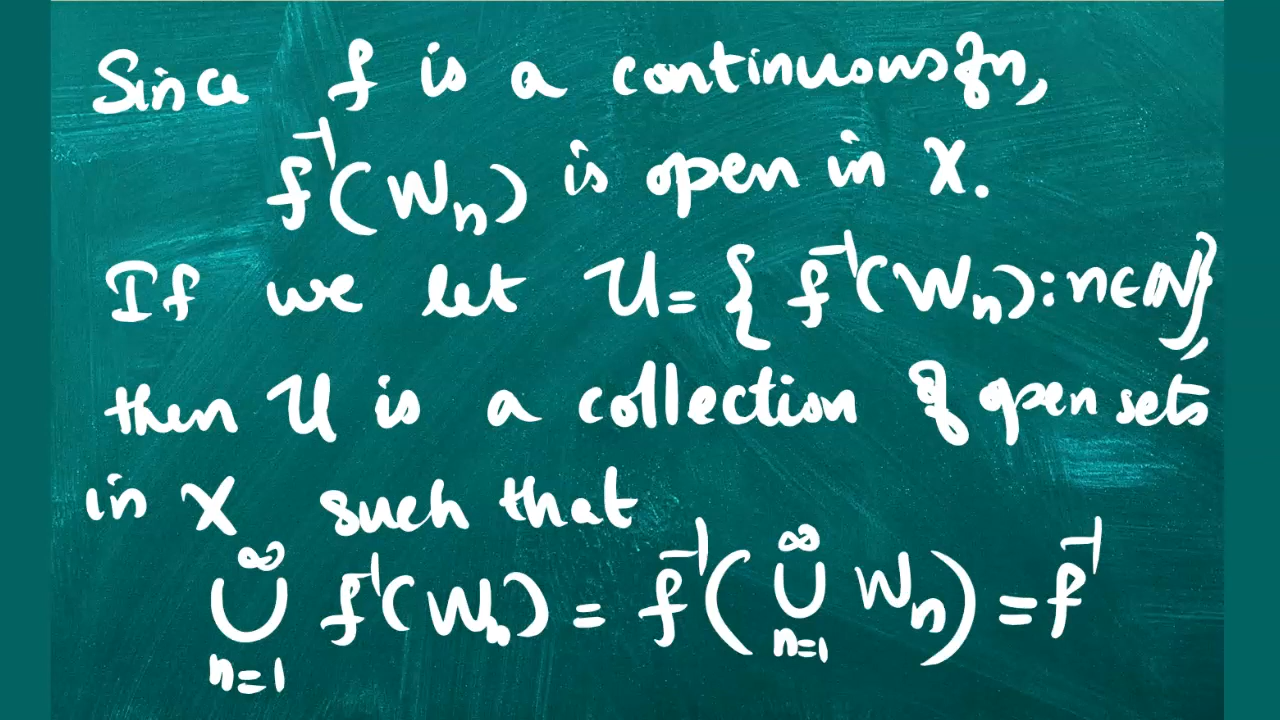 Since f is a continuous fn,
f⁻¹(Wₙ) is open in X.
If we let 𝒰 = { f⁻¹(Wₙ) : n ∈ ℕ },
then 𝒰 is a collection of open sets
in X such that
∞⋃n=1 f⁻¹(Wₙ) = f⁻¹(∞⋃n=1 Wₙ) = f⁻¹